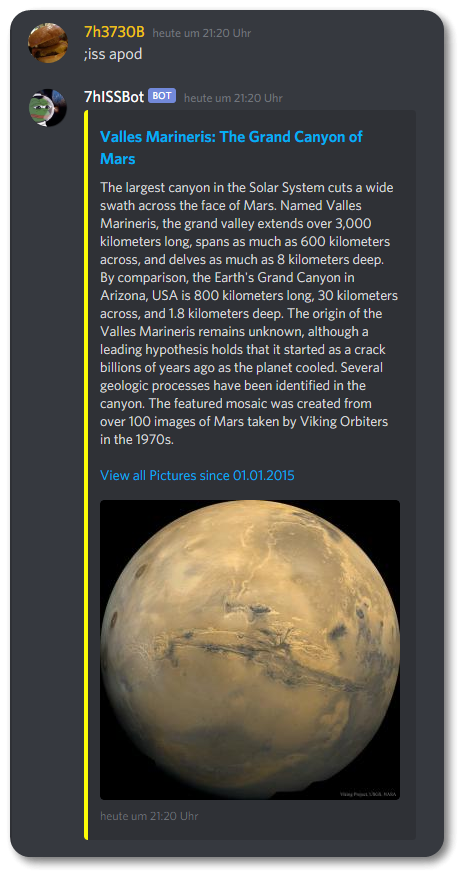 7h3730B heute um 21:20 Uhr
;iss apod
7hISSBot BOT heute um 21:20 Uhr
Valles Marineris: The Grand Canyon of
Mars
The largest canyon in the Solar System cuts a wide
swath across the face of Mars. Named Valles
Marineris, the grand valley extends over 3,000
kilometers long, spans as much as 600 kilometers
across, and delves as much as 8 kilometers deep.
By comparison, the Earth's Grand Canyon in
Arizona, USA is 800 kilometers long, 30 kilometers
across, and 1.8 kilometers deep. The origin of the
Valles Marineris remains unknown, although a
leading hypothesis holds that it started as a crack
billions of years ago as the planet cooled. Several
geologic processes have been identified in the
canyon. The featured mosaic was created from
over 100 images of Mars taken by Viking Orbiters
in the 1970s.
View all Pictures since 01.01.2015
Viking Project, USGS, NASA
heute um 21:20 Uhr